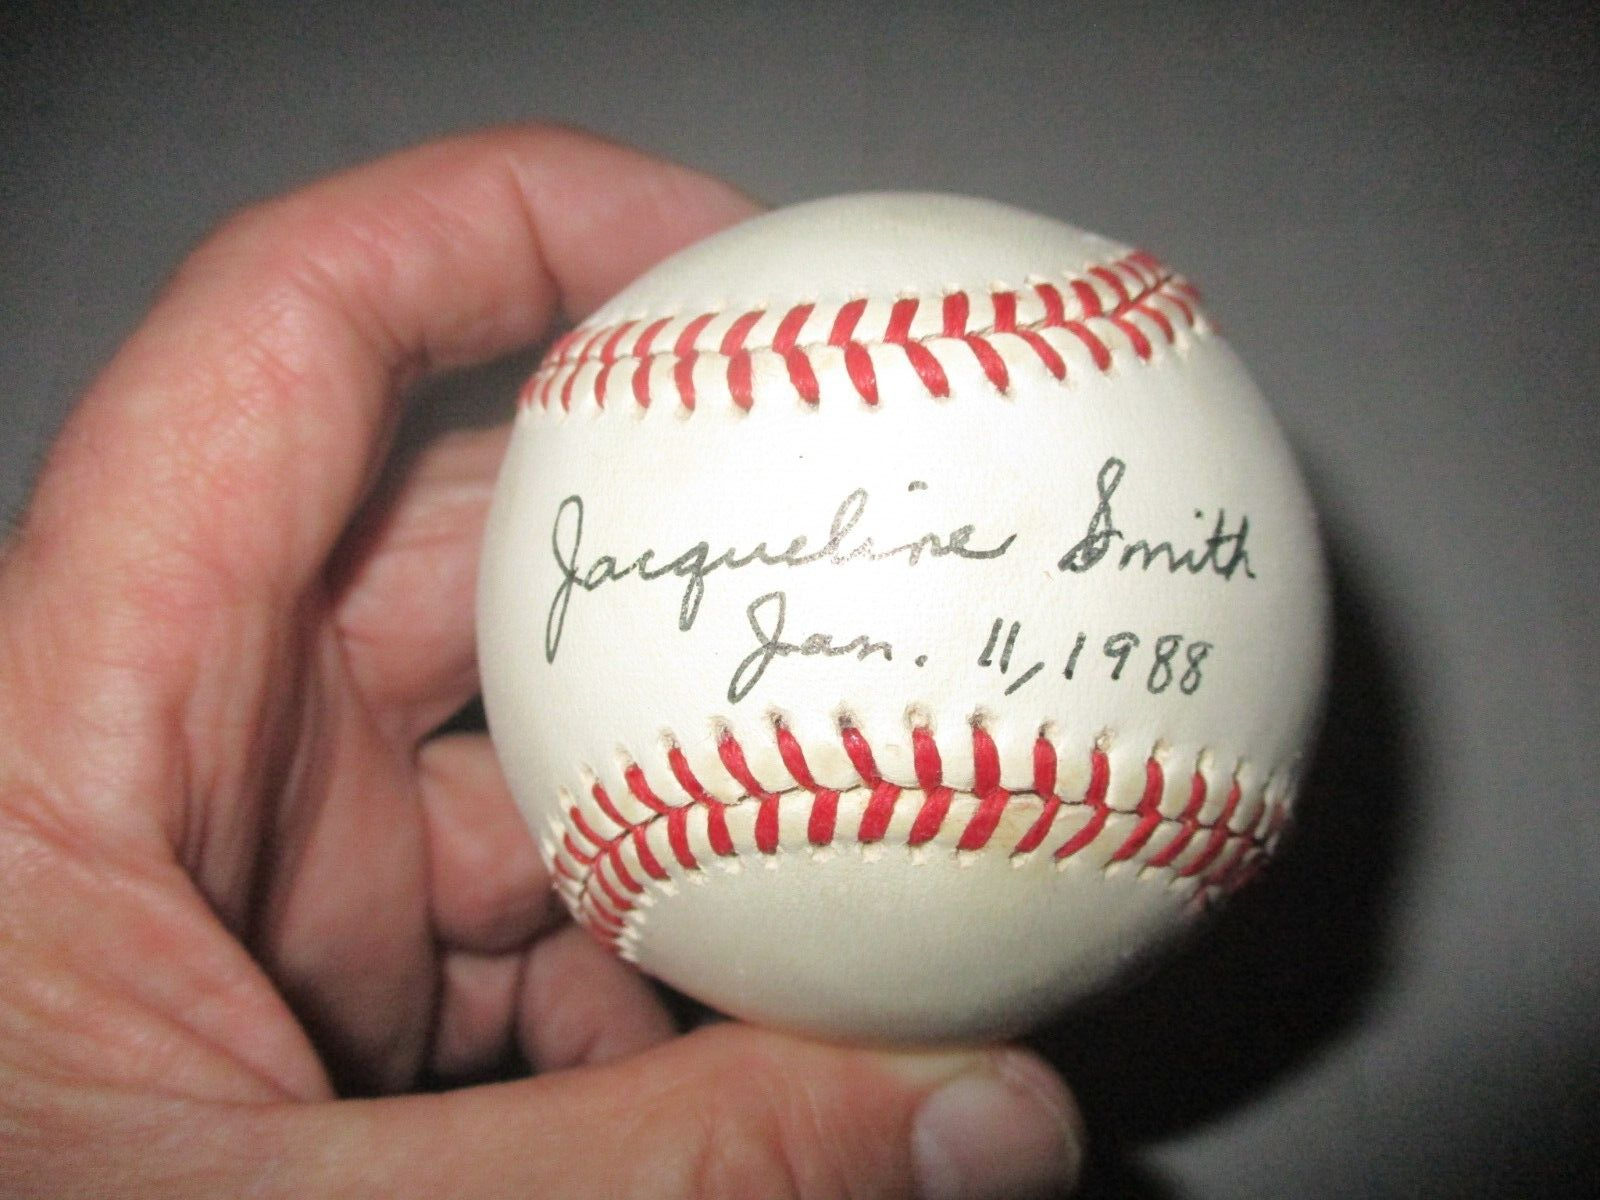 Jacqueline Smith
Jan. 11, 1988